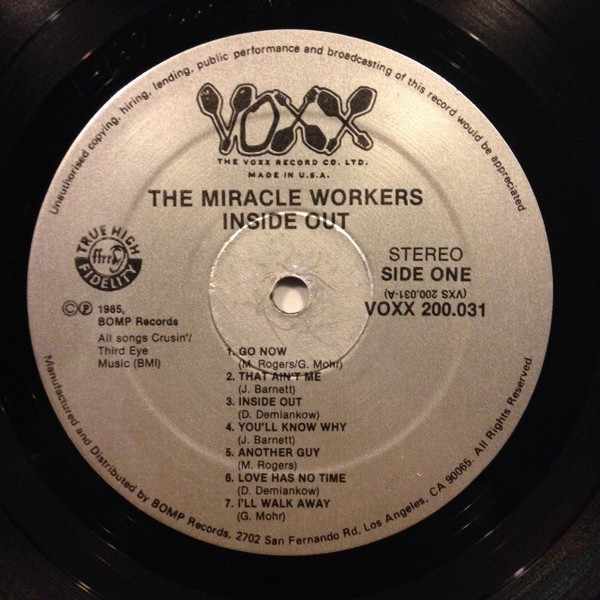 Unauthorised copying, hiring, lending, public performance and broadcasting of this record would be appreciated
VOXX
THE VOXX RECORD CO. LTD.
MADE IN U.S.A.
THE MIRACLE WORKERS
INSIDE OUT
TRUE HIGH
ffrr
FIDELITY
STEREO
SIDE ONE
(VXS 200.031-A)
VOXX 200.031
©℗ 1985,
BOMP Records
All songs Crusin'/
Third Eye
Music (BMI)
1. GO NOW
(M. Rogers/G. Mohr)
2. THAT AIN'T ME
(J. Barnett)
3. INSIDE OUT
(D. Demiankow)
4. YOU'LL KNOW WHY
(J. Barnett)
5. ANOTHER GUY
(M. Rogers)
6. LOVE HAS NO TIME
(D. Demiankow)
7. I'LL WALK AWAY
(G. Mohr)
Manufactured and Distributed by BOMP Records. 2702 San Fernando Rd. Los Angeles, CA 90065. All Rights Reserved.